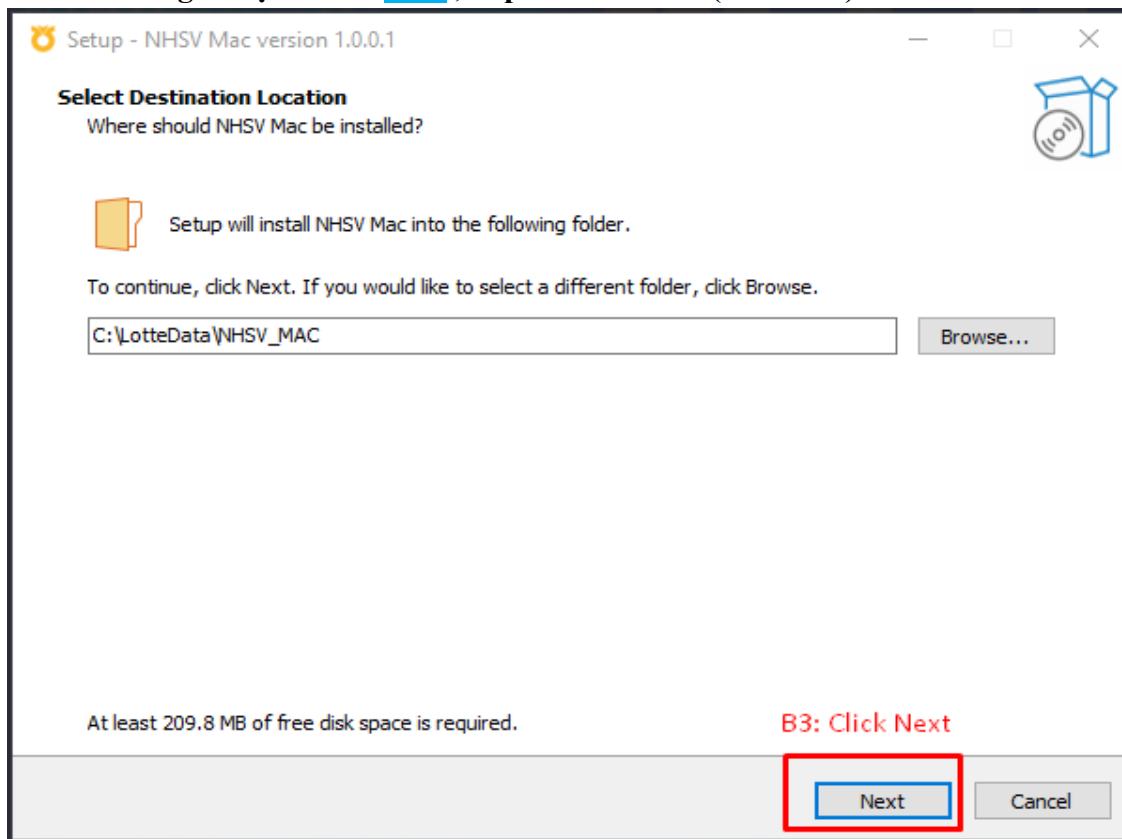 Setup - NHSV Mac version 1.0.0.1
Select Destination Location
Where should NHSV Mac be installed?
Setup will install NHSV Mac into the following folder.
To continue, click Next. If you would like to select a different folder, click Browse.
C:\LotteData\NHSV_MAC
Browse...
At least 209.8 MB of free disk space is required.
B3: Click Next
Next
Cancel